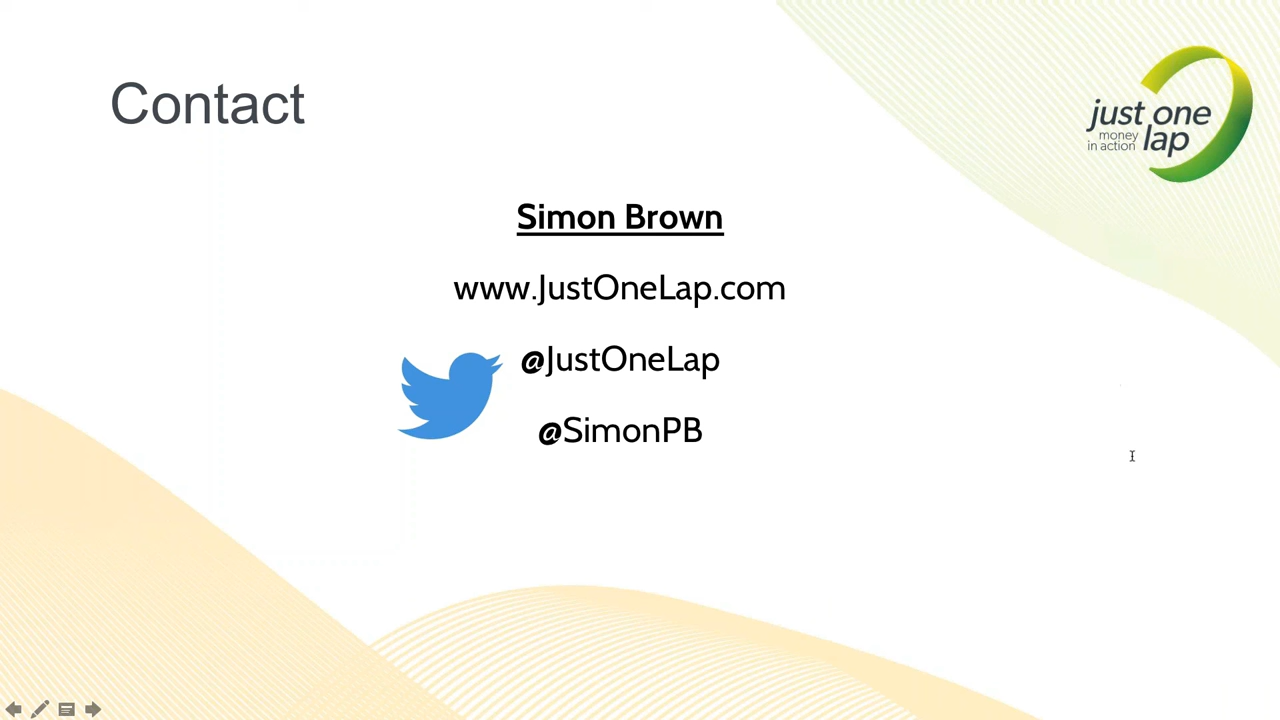 Contact
just one
money
in action
lap
Simon Brown
www.JustOneLap.com
@JustOneLap
@SimonPB